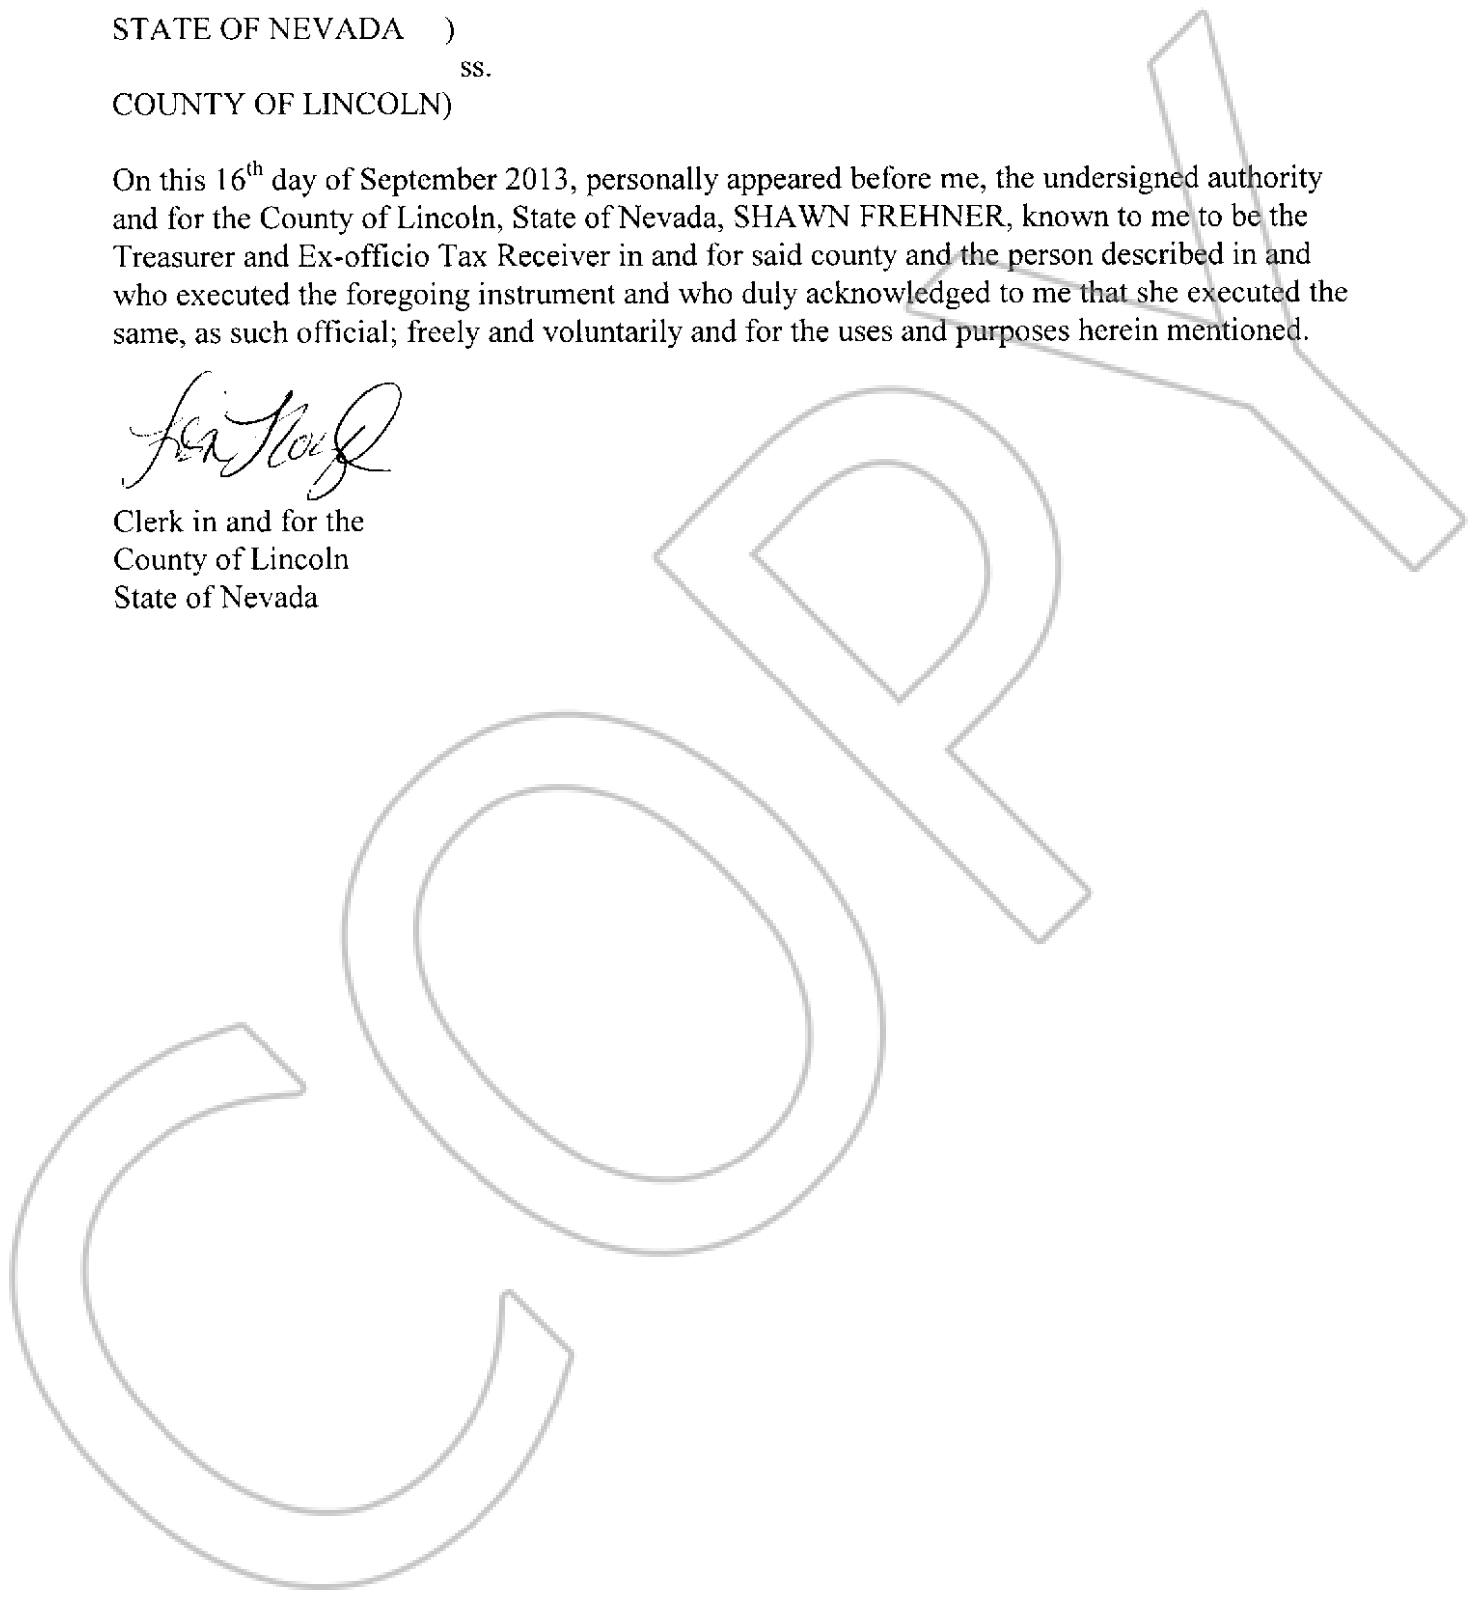 STATE OF NEVADA )
ss.
COUNTY OF LINCOLN)
On this 16th day of September 2013, personally appeared before me, the undersigned authority
and for the County of Lincoln, State of Nevada, SHAWN FREHNER, known to me to be the
Treasurer and Ex-officio Tax Receiver in and for said county and the person described in and
who executed the foregoing instrument and who duly acknowledged to me that she executed the
same, as such official; freely and voluntarily and for the uses and purposes herein mentioned.
Clerk in and for the
County of Lincoln
State of Nevada
COPY